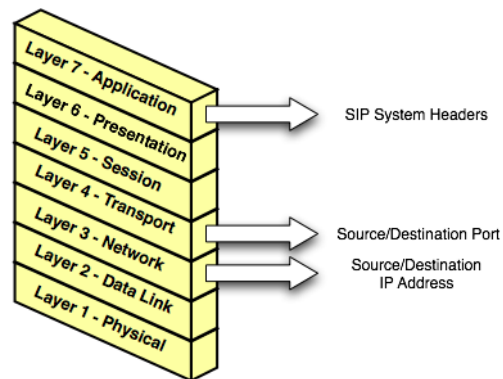 Layer 7 - Application
Layer 6 - Presentation
Layer 5 - Session
Layer 4 - Transport
Layer 3 - Network
Layer 2 - Data Link
Layer 1 - Physical
SIP System Headers
Source/Destination Port
Source/Destination
IP Address